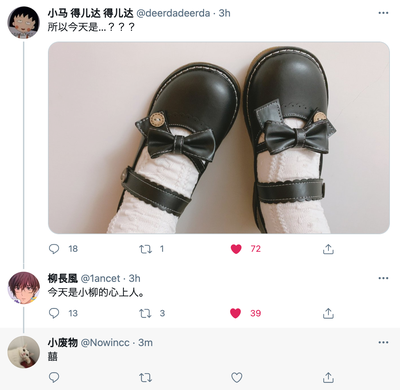 小马 得儿达 得儿达 @deerdadeerda · 3h
所以今天是...？？？
18 1 72
柳長風 @1ancet · 3h
今天是小柳的心上人。
13 3 39
小废物 @Nowincc · 3m
囍